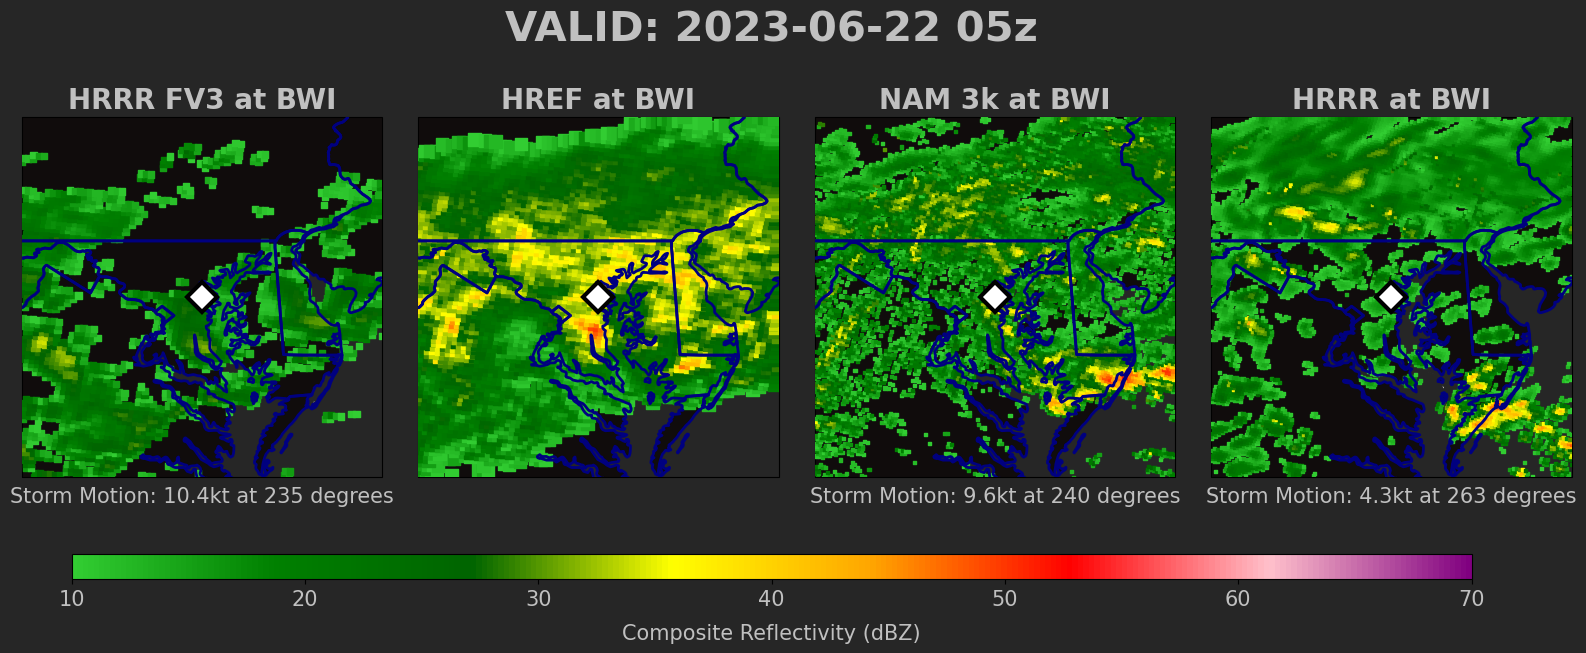 VALID: 2023-06-22 05z
HRRR FV3 at BWI
HREF at BWI
NAM 3k at BWI
HRRR at BWI
Storm Motion: 10.4kt at 235 degrees
Storm Motion: 9.6kt at 240 degrees
Storm Motion: 4.3kt at 263 degrees
10 20 30 40 50 60 70
Composite Reflectivity (dBZ)